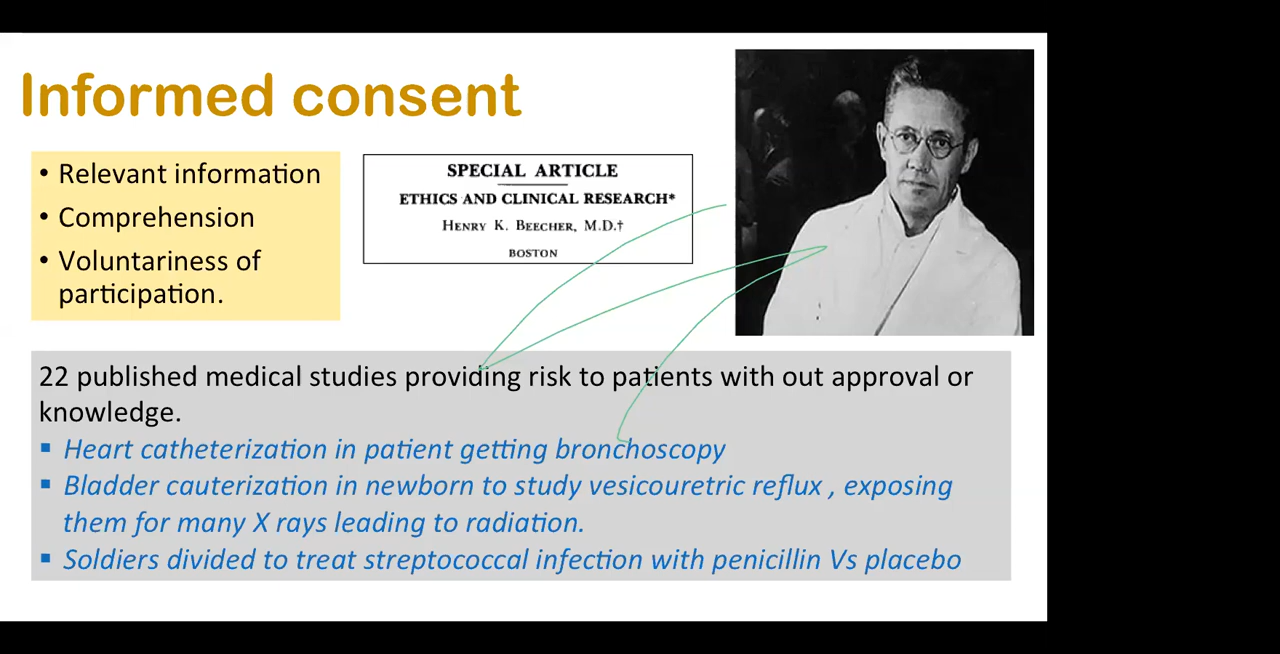 Informed consent
• Relevant information
• Comprehension
• Voluntariness of
participation.
SPECIAL ARTICLE
ETHICS AND CLINICAL RESEARCH*
HENRY K. BEECHER, M.D.†
BOSTON
22 published medical studies providing risk to patients with out approval or
knowledge.
▪ Heart catheterization in patient getting bronchoscopy
▪ Bladder cauterization in newborn to study vesicouretric reflux , exposing
them for many X rays leading to radiation.
▪ Soldiers divided to treat streptococcal infection with penicillin Vs placebo